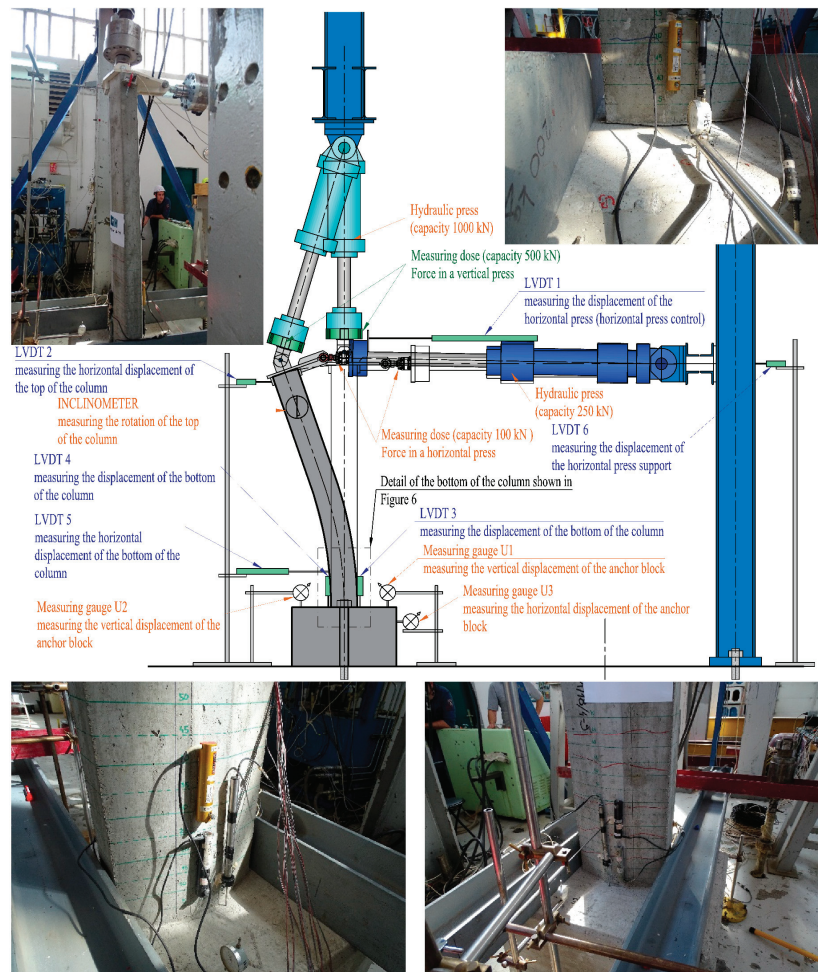 Hydraulic press
(capacity 1000 kN)
Measuring dose (capacity 500 kN)
Force in a vertical press
LVDT 1
measuring the displacement of the
horizontal press (horizontal press control)
LVDT 2
measuring the horizontal displacement of
the top of the column
INCLINOMETER
measuring the rotation of the top
of the column
Hydraulic press
(capacity 250 kN)
Measuring dose (capacity 100 kN )
Force in a horizontal press
LVDT 6
measuring the displacement of
the horizontal press support
LVDT 4
measuring the displacement of the bottom
of the column
Detail of the bottom of the column shown in
Figure 6
LVDT 5
measuring the horizontal
displacement of the bottom of the
column
LVDT 3
measuring the displacement of the bottom of the column
Measuring gauge U1
measuring the vertical displacement of the anchor block
Measuring gauge U2
measuring the vertical displacement of the
anchor block
Measuring gauge U3
measuring the horizontal displacement of the anchor
block
50
45